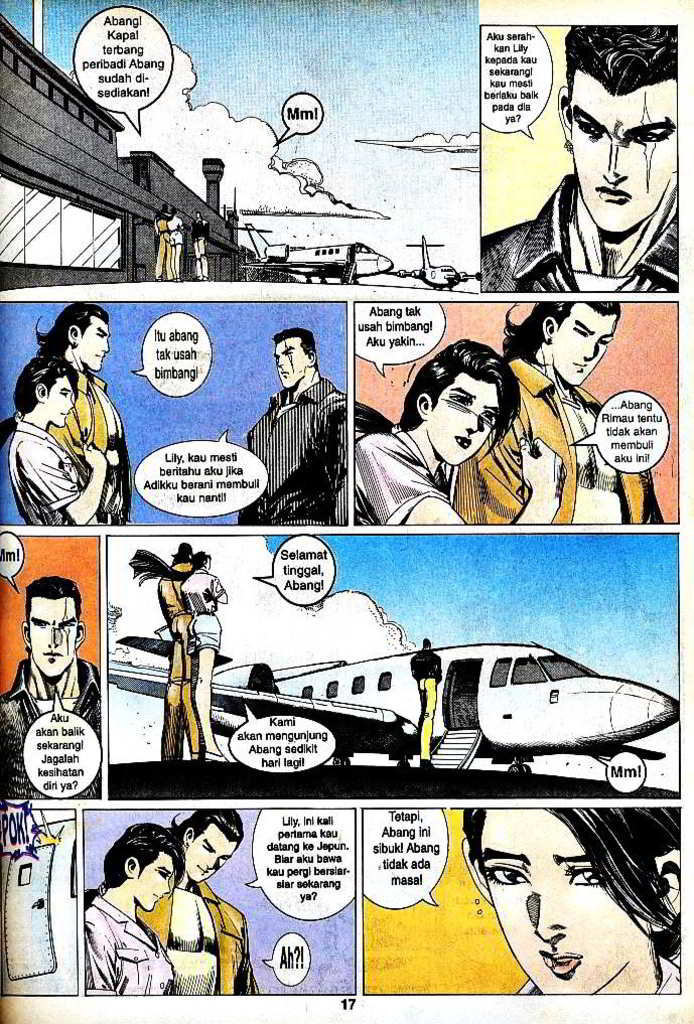 Abang!
Kapal
terbang
peribadi Abang
sudah di-
sediakan!
Mm!
Aku serah-
kan Lily
kepada kau
sekarang!
kau mesti
berlaku baik
pada dia
ya?
Itu abang
tak usah
bimbang!
Lily, kau mesti
beritahu aku jika
Adikku berani membuli
kau nanti!
Abang tak
usah bimbang!
Aku yakin...
...Abang
Rimau tentu
tidak akan
membuli
aku ini!
Mm!
Aku
akan balik
sekarang!
Jagalah
kesihatan
diri ya?
Selamat
tinggal,
Abang!
Kami
akan mengunjung
Abang sedikit
hari lagi!
Mm!
POK!
Lily, ini kali
pertama kau
datang ke Jepun.
Biar aku bawa
kau pergi bersiar-
siar sekarang
ya?
Ah?!
Tetapi,
Abang ini
sibuk! Abang
tidak ada
masa!
17